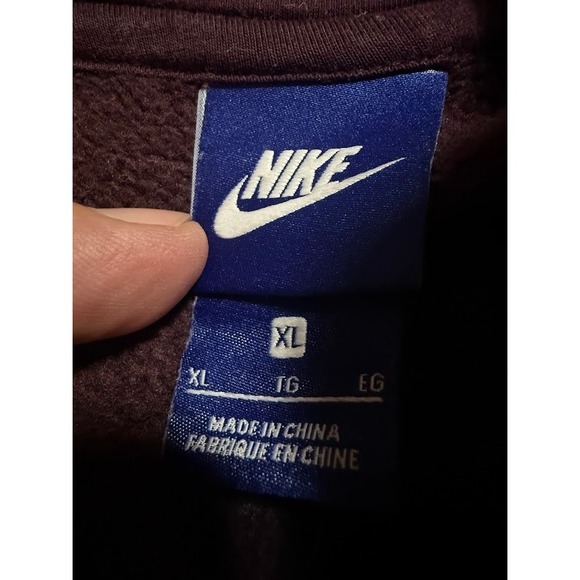 NIKE
XL
XL TG EG
MADE IN CHINA
FABRIQUE EN CHINE